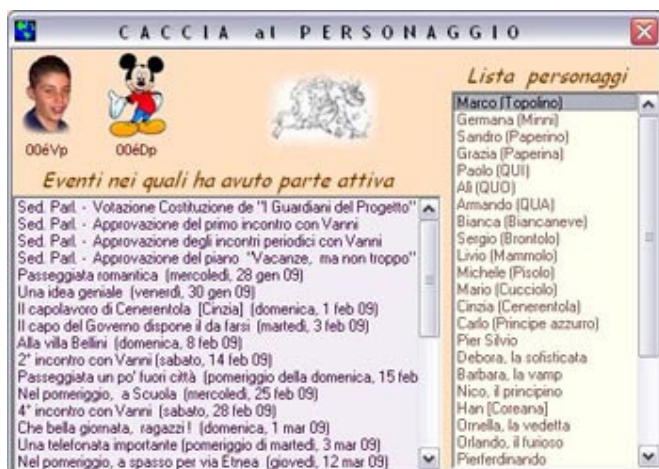 CACCIA al PERSONAGGIO
00éVp
00éDp
Eventi nei quali ha avuto parte attiva
Sed. Parl. - Votazione Costituzione de "I Guardiani del Progetto"
Sed. Parl. - Approvazione del primo incontro con Vanni
Sed. Parl. - Approvazione degli incontri periodici con Vanni
Sed. Parl. - Approvazione del piano "Vacanze, ma non troppo"
Passeggiata romantica (mercoledì, 28 gen 09)
Una idea geniale (venerdì, 30 gen 09)
Il capolavoro di Cenerentola [Cinzia] (domenica, 1 feb 09)
Il capo del Governo dispone il da farsi (martedì, 3 feb 09)
Alla villa Bellini (domenica, 8 feb 09)
2° incontro con Vanni (sabato, 14 feb 09)
Passeggiata un po' fuori città (pomeriggio della domenica, 15 feb
Nel pomeriggio, a Scuola (mercoledì, 25 feb 09)
4° incontro con Vanni (sabato, 28 feb 09)
Che bella giornata, ragazzi! (domenica, 1 mar 09)
Una telefonata importante (pomeriggio di martedì, 3 mar 09)
Nel pomeriggio, a spasso per via Etnea (giovedì, 12 mar 09)
Lista personaggi
Marco (Topolino)
Germana (Minni)
Sandro (Paperino)
Grazia (Paperina)
Paolo (QUI)
Alì (QUO)
Armando (QUA)
Bianca (Biancaneve)
Sergio (Brontolo)
Livio (Mammolo)
Michele (Pisolo)
Mario (Cucciolo)
Cinzia (Cenerentola)
Carlo (Principe azzurro)
Pier Silvio
Debora, la sofisticata
Barbara, la vamp
Nico, il principino
Han [Coreana]
Ornella, la vedetta
Orlando, il furioso
Pierferdinando